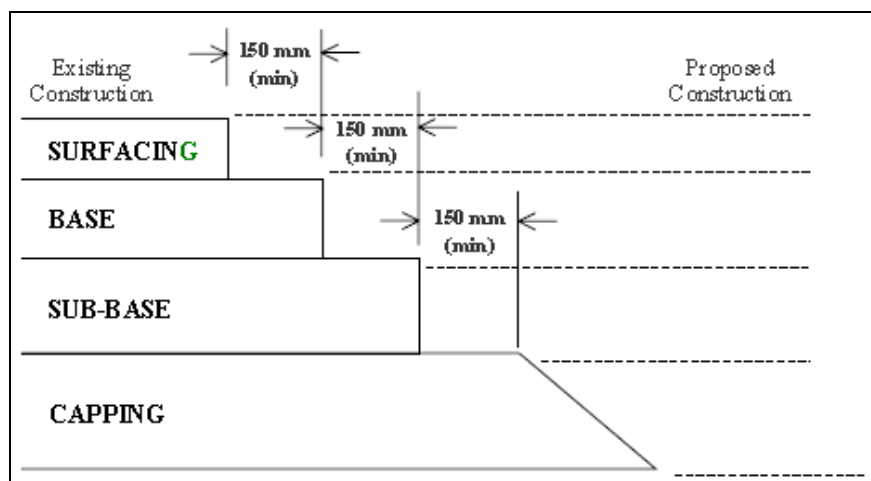 150 mm
(min)
Existing
Construction
Proposed
Construction
150 mm
(min)
SURFACING
150 mm
(min)
BASE
SUB-BASE
CAPPING